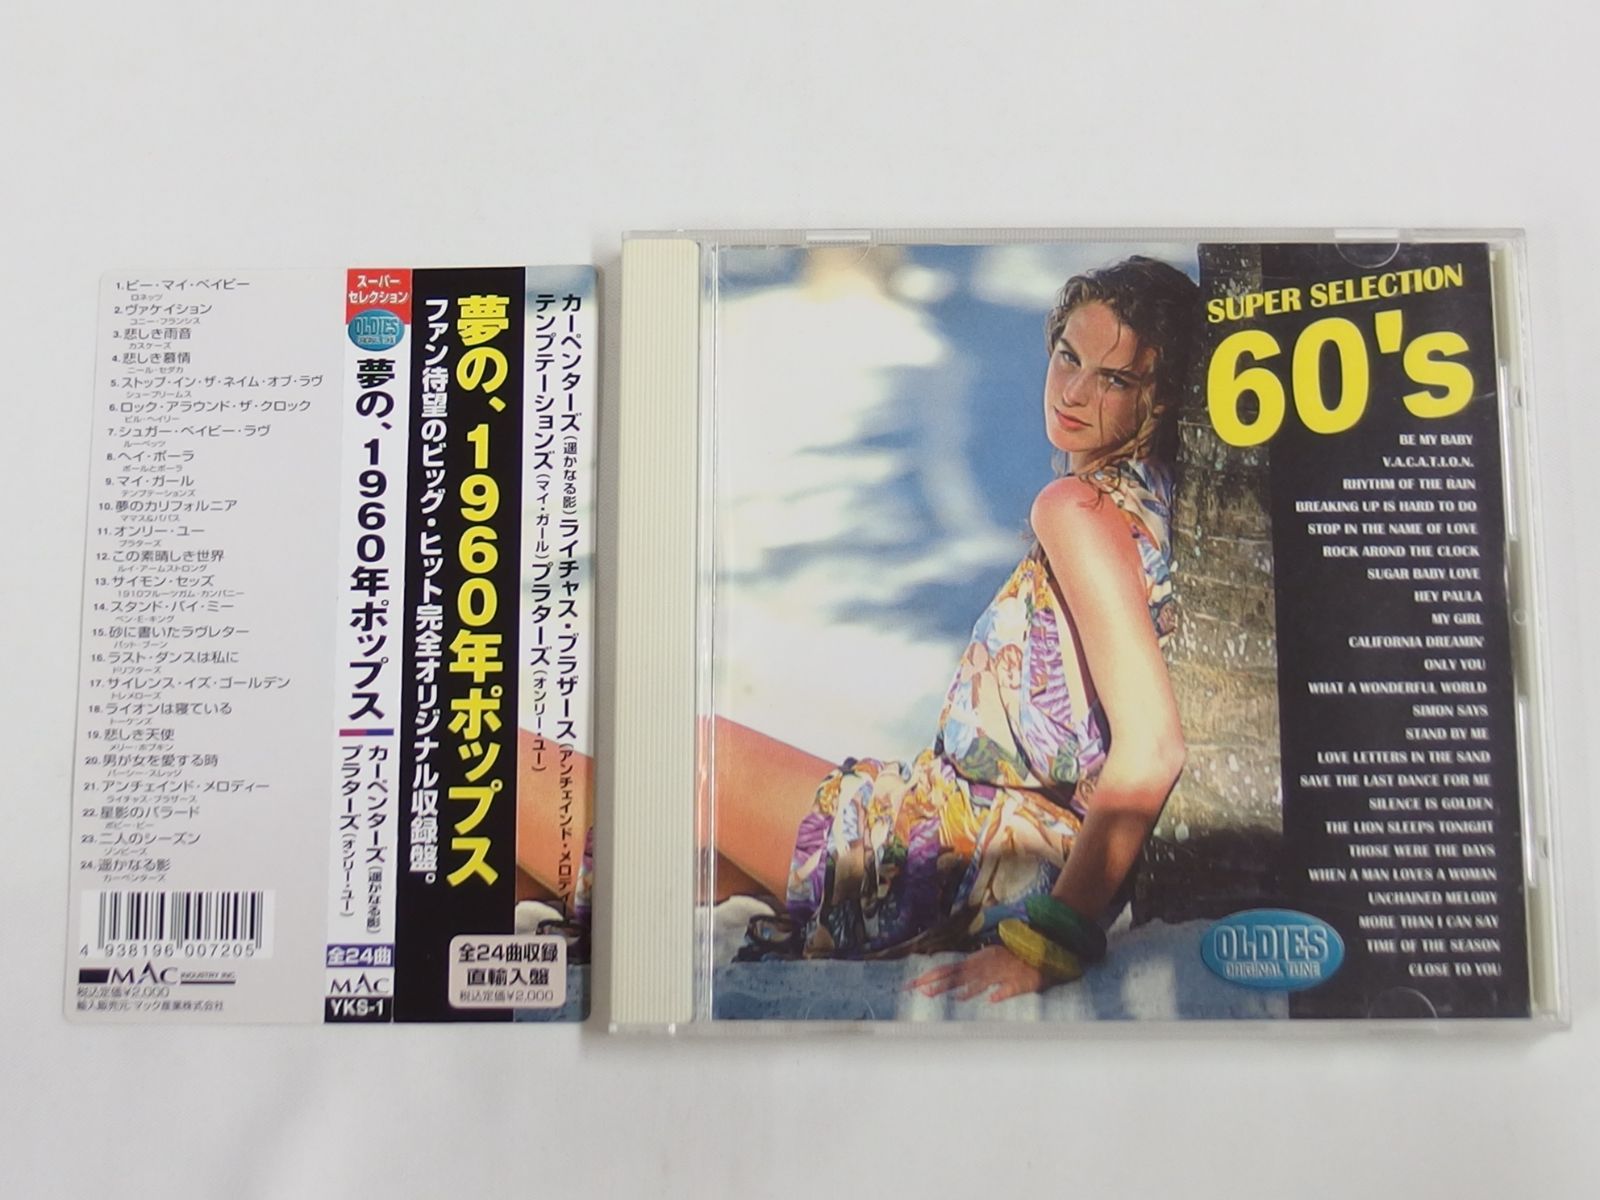 1.ビー・マイ・ベイビー
ロネッツ
2.ヴァケイション
コニー・フランシス
3.悲しき雨音
カスケーズ
4.悲しき慕情
ニール・セダカ
5.ストップ・イン・ザ・ネイム・オブ・ラヴ
シュープリームス
6.ロック・アラウンド・ザ・クロック
ビル・ヘイリー
7.シュガー・ベイビー・ラヴ
ルーベッツ
8.ヘイ・ポーラ
ポールとポーラ
9.マイ・ガール
テンプテーションズ
10.夢のカリフォルニア
ママス&パパス
11.オンリー・ユー
プラターズ
12.この素晴しき世界
ルイ・アームストロング
13.サイモン・セッズ
1910フルーツガム・カンパニー
14.スタンド・バイ・ミー
ベン・E・キング
15.砂に書いたラヴレター
パット・ブーン
16.ラスト・ダンスは私に
ドリフターズ
17.サイレンス・イズ・ゴールデン
トレメローズ
18.ライオンは寝ている
トーケンズ
19.悲しき天使
メリー・ホプキン
20.男が女を愛する時
パーシー・スレッジ
21.アンチェインド・メロディー
ライチャス・ブラザース
22.星影のバラード
ボビー・ビー
23.二人のシーズン
ゾンビーズ
24.遥かなる影
カーペンターズ
4 938196 007205
MAC INDUSTRY INC
税込定価¥2,000
輸入販売元:マック産業株式会社
スーパー
セレクション
OLDIES
夢の、1960年ポップス
カーペンターズ(遥かなる影)
プラターズ(オンリー・ユー)
全24曲
MAC
YKS-1
夢の、1960年ポップス
ファン待望のビッグ・ヒット完全オリジナル収録盤。
カーペンターズ(遥かなる影)ライチャス・ブラザース(アンチェインド・メロディー
テンプテーションズ(マイ・ガール)プラターズ(オンリー・ユー)
全24曲収録
直輸入盤
税込定価¥2,000
SUPER SELECTION
60's
BE MY BABY
V.A.C.A.T.I.O.N.
RHYTHM OF THE RAIN
BREAKING UP IS HARD TO DO
STOP IN THE NAME OF LOVE
ROCK AROND THE CLOCK
SUGAR BABY LOVE
HEY PAULA
MY GIRL
CALIFORNIA DREAMIN'
ONLY YOU
WHAT A WONDERFUL WORLD
SIMON SAYS
STAND BY ME
LOVE LETTERS IN THE SAND
SAVE THE LAST DANCE FOR ME
SILENCE IS GOLDEN
THE LION SLEEPS TONIGHT
THOSE WERE THE DAYS
WHEN A MAN LOVES A WOMAN
UNCHAINED MELODY
MORE THAN I CAN SAY
TIME OF THE SEASON
CLOSE TO YOU
OLDIES
ORIGINAL TUNE